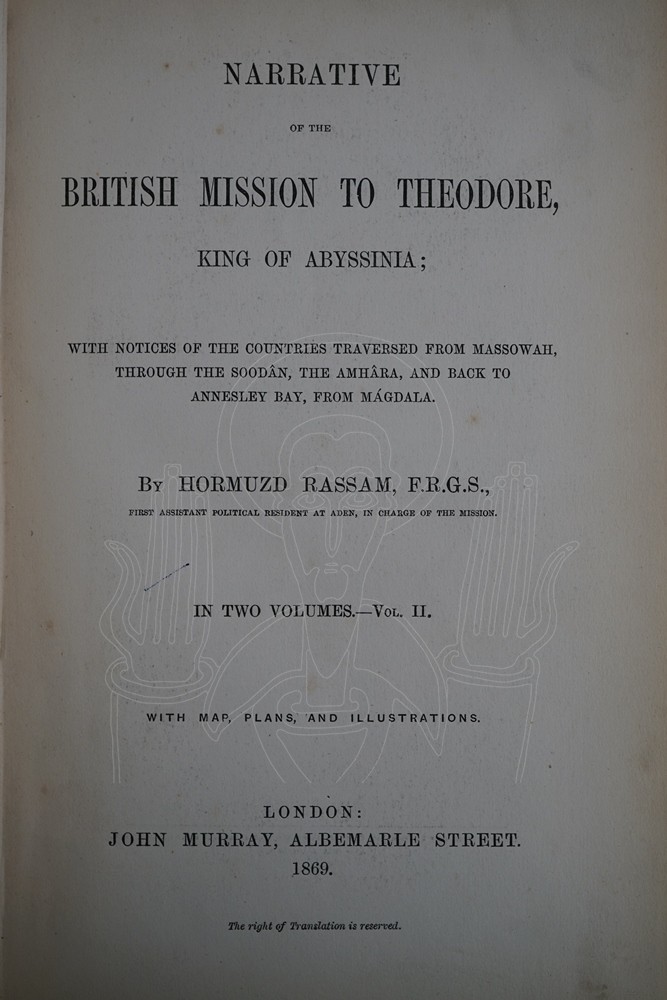 NARRATIVE
OF THE
BRITISH MISSION TO THEODORE,
KING OF ABYSSINIA;
WITH NOTICES OF THE COUNTRIES TRAVERSED FROM MASSOWAH,
THROUGH THE SOODÂN, THE AMHÂRA, AND BACK TO
ANNESLEY BAY, FROM MÁGDALA.
BY HORMUZD RASSAM, F.R.G.S.,
FIRST ASSISTANT POLITICAL RESIDENT AT ADEN, IN CHARGE OF THE MISSION.
IN TWO VOLUMES.—VOL. II.
WITH MAP, PLANS, AND ILLUSTRATIONS.
LONDON:
JOHN MURRAY, ALBEMARLE STREET.
1869.
The right of Translation is reserved.